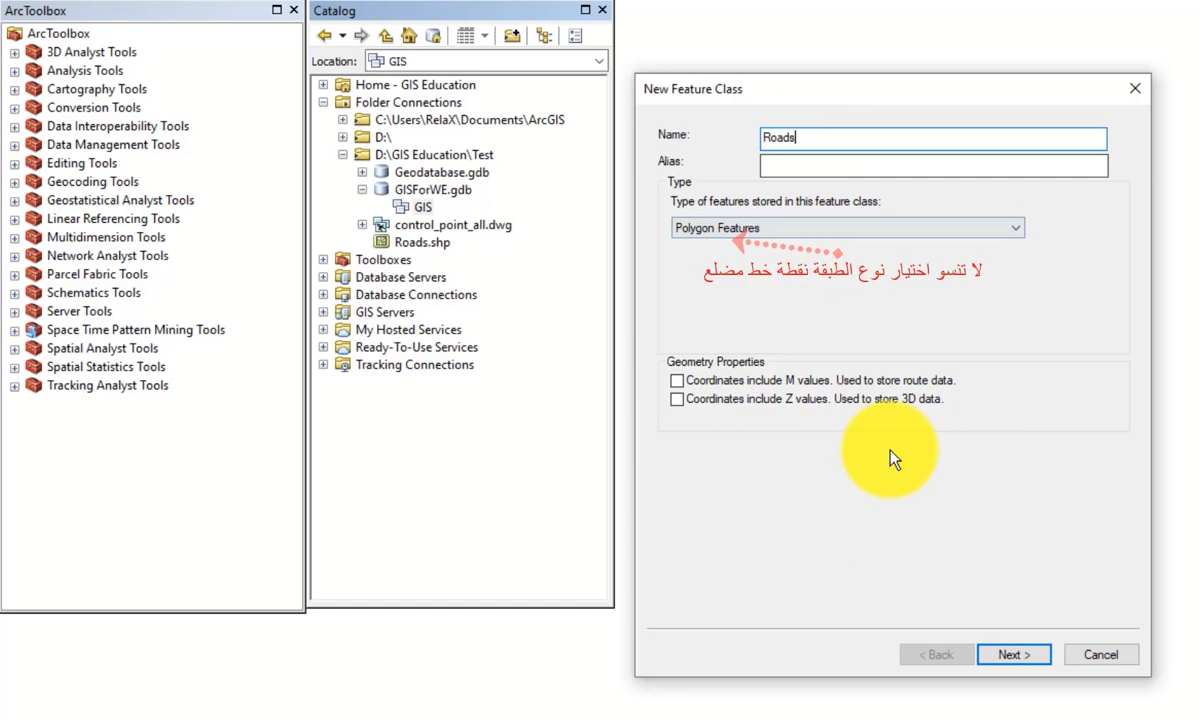 ArcToolbox
ArcToolbox
3D Analyst Tools
Analysis Tools
Cartography Tools
Conversion Tools
Data Interoperability Tools
Data Management Tools
Editing Tools
Geocoding Tools
Geostatistical Analyst Tools
Linear Referencing Tools
Multidimension Tools
Network Analyst Tools
Parcel Fabric Tools
Schematics Tools
Server Tools
Space Time Pattern Mining Tools
Spatial Analyst Tools
Spatial Statistics Tools
Tracking Analyst Tools
Catalog
Location: GIS
Home - GIS Education
Folder Connections
C:\Users\RelaX\Documents\ArcGIS
D:\
D:\GIS Education\Test
Geodatabase.gdb
GISForWE.gdb
GIS
control_point_all.dwg
Roads.shp
Toolboxes
Database Servers
Database Connections
GIS Servers
My Hosted Services
Ready-To-Use Services
Tracking Connections
New Feature Class
Name: Roads
Alias:
Type
Type of features stored in this feature class:
Polygon Features
لا تنسو اختيار نوع الطبقة نقطة خط مضلع
Geometry Properties
Coordinates include M values. Used to store route data.
Coordinates include Z values. Used to store 3D data.
< Back Next > Cancel